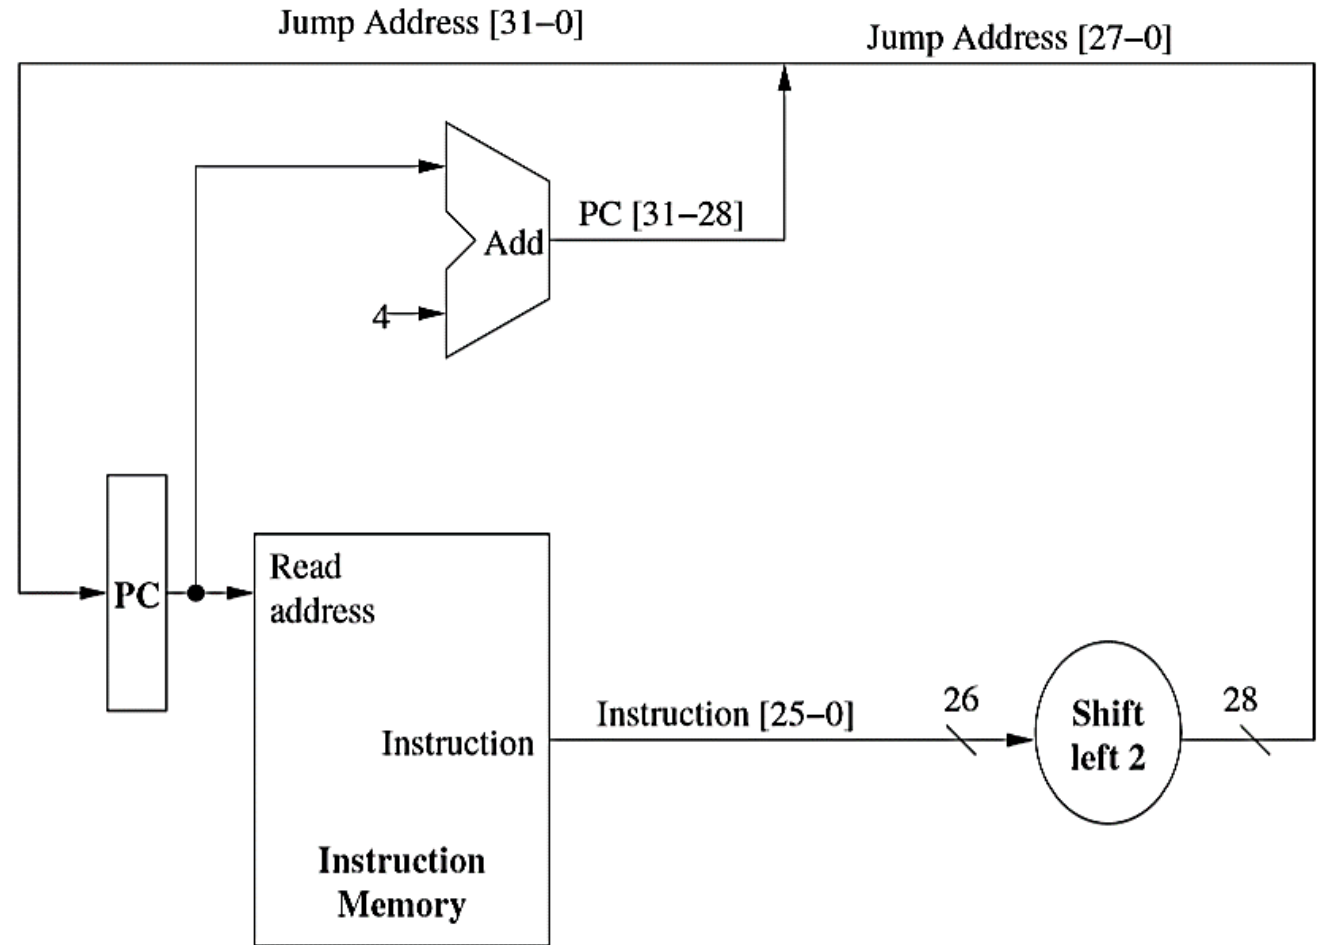 Jump Address [31–0]
Jump Address [27–0]
PC [31–28]
Add
4
PC
Read
address
Instruction
Instruction [25–0]
26
Shift
left 2
28
Instruction
Memory